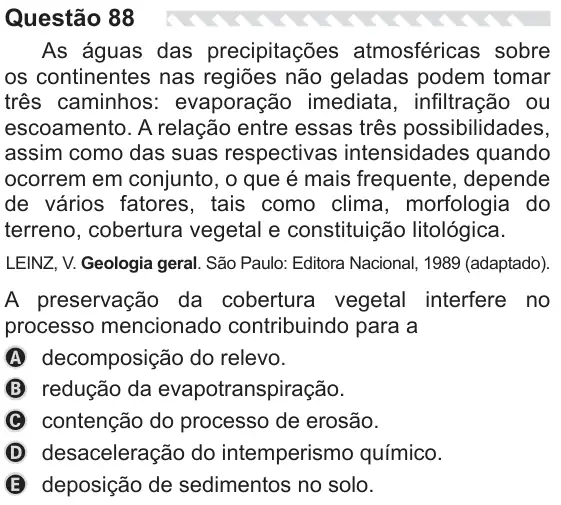 Questão 88
As águas das precipitações atmosféricas sobre
os continentes nas regiões não geladas podem tomar
três caminhos: evaporação imediata, infiltração ou
escoamento. A relação entre essas três possibilidades,
assim como das suas respectivas intensidades quando
ocorrem em conjunto, o que é mais frequente, depende
de vários fatores, tais como clima, morfologia do
terreno, cobertura vegetal e constituição litológica.
LEINZ, V. Geologia geral. São Paulo: Editora Nacional, 1989 (adaptado).
A preservação da cobertura vegetal interfere no
processo mencionado contribuindo para a
A decomposição do relevo.
B redução da evapotranspiração.
C contenção do processo de erosão.
D desaceleração do intemperismo químico.
E deposição de sedimentos no solo.